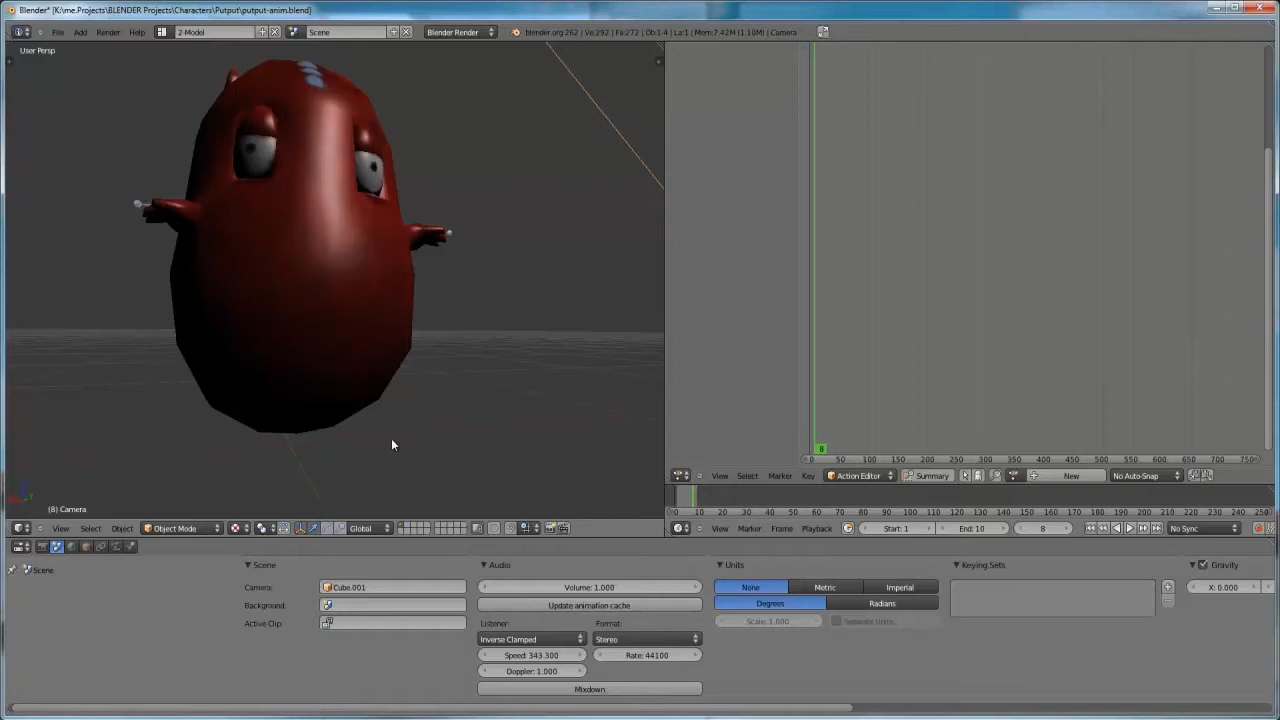 Blender* [K:\me.Projects\BLENDER Projects\Characters\Putput\putput-anim.blend]
File Add Render Help 2-Model Scene Blender Render blender.org 262 | Ve:292 | Fa:272 | Ob:1-4 | La:1 | Mem:7.42M (1.10M) | Camera
User Persp
8
0 50 100 150 200 250 300 350 400 450 500 550 600 650 700 750
View Select Marker Key Action Editor Summary New No Auto-Snap
(8) Camera
0 10 20 30 40 50 60 70 80 90 100 110 120 130 140 150 160 170 180 190 200 210 220 230 240 250
View Select Object Object Mode Global
View Marker Frame Playback Start: 1 End: 10 8 No Sync
Scene
Scene
Camera: Cube.001
Background:
Active Clip:
Audio
Volume: 1.000
Update animation cache
Listener: Format:
Inverse Clamped Stereo
Speed: 343.300 Rate: 44100
Doppler: 1.000
Mixdown
Units
None Metric Imperial
Degrees Radians
Scale: 1.000 Separate Units
Keying Sets
Gravity
X: 0.000